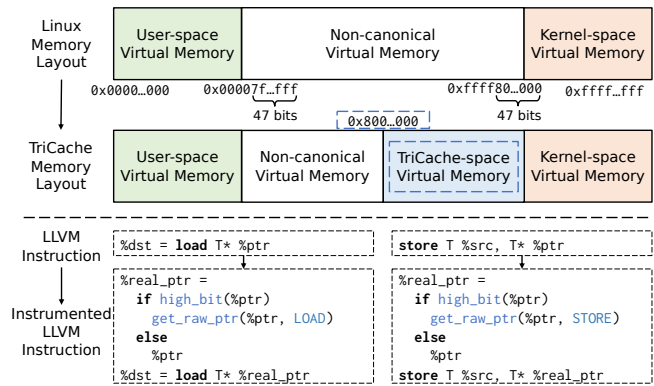 Linux
Memory
Layout
User-space
Virtual Memory
Non-canonical
Virtual Memory
Kernel-space
Virtual Memory
0x0000…000
0x00007f…fff
0xffff80…000
0xffff…fff
47 bits
47 bits
0x800…000
TriCache
Memory
Layout
User-space
Virtual Memory
Non-canonical
Virtual Memory
TriCache-space
Virtual Memory
Kernel-space
Virtual Memory
LLVM
Instruction
%dst = load T* %ptr
store T %src, T* %ptr
Instrumented
LLVM
Instruction
%real_ptr =
if high_bit(%ptr)
get_raw_ptr(%ptr, LOAD)
else
%ptr
%dst = load T* %real_ptr
%real_ptr =
if high_bit(%ptr)
get_raw_ptr(%ptr, STORE)
else
%ptr
store T %src, T* %real_ptr